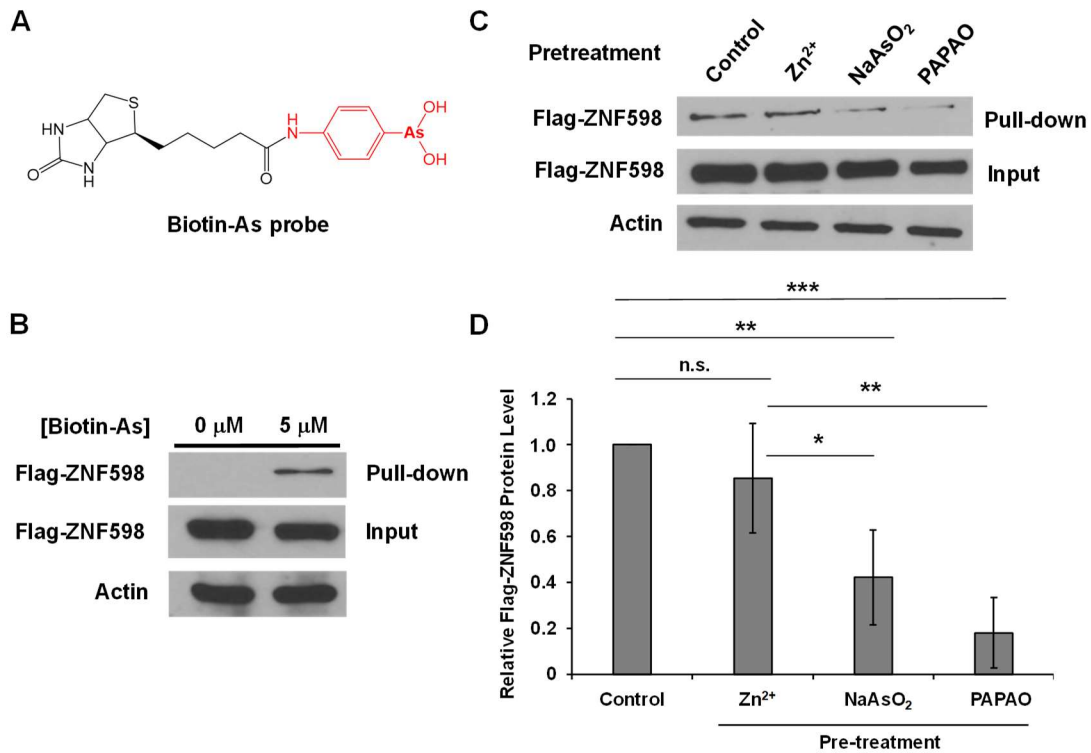 A
S
HN
O
N
H
O
H
N
As
OH
OH
Biotin-As probe
B
[Biotin-As] 0 μM 5 μM
Flag-ZNF598 Pull-down
Flag-ZNF598 Input
Actin
C
Pretreatment Control Zn²⁺ NaAsO₂ PAPAO
Flag-ZNF598 Pull-down
Flag-ZNF598 Input
Actin
D
***
**
n.s.
**
*
Relative Flag-ZNF598 Protein Level
1.2
1.0
0.8
0.6
0.4
0.2
0
Control Zn²⁺ NaAsO₂ PAPAO
Pre-treatment